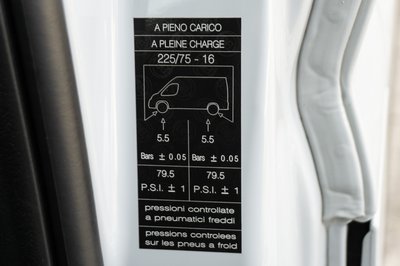 A PIENO CARICO
A PLEINE CHARGE
225/75 - 16
5.5 5.5
Bars ± 0.05 Bars ± 0.05
79.5 79.5
P.S.I. ± 1 P.S.I. ± 1
pressioni controllate
a pneumatici freddi
pressions controlees
sur les pneus a froid